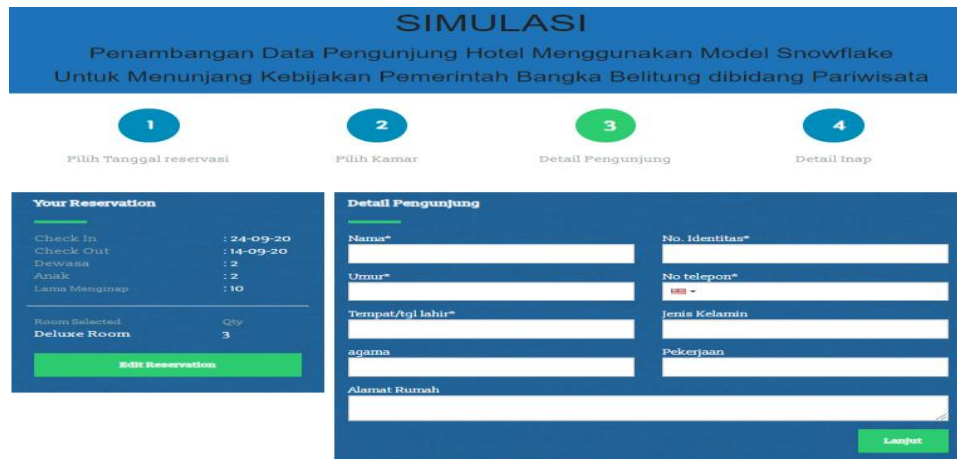 SIMULASI
Penambangan Data Pengunjung Hotel Menggunakan Model Snowflake
Untuk Menunjang Kebijakan Pemerintah Bangka Belitung dibidang Pariwisata
1
2
3
4
Pilih Tanggal reservasi
Pilih Kamar
Detail Pengunjung
Detail Inap
Your Reservation
Check In : 24-09-20
Check Out : 14-09-20
Dewasa : 2
Anak : 2
Lama Menginap : 10
Room Selected Qty
Deluxe Room 3
Edit Reservation
Detail Pengunjung
Nama* No. Identitas*
Umur* No telepon*
Tempat/tgl lahir* Jenis Kelamin
agama Pekerjaan
Alamat Rumah
Lanjut